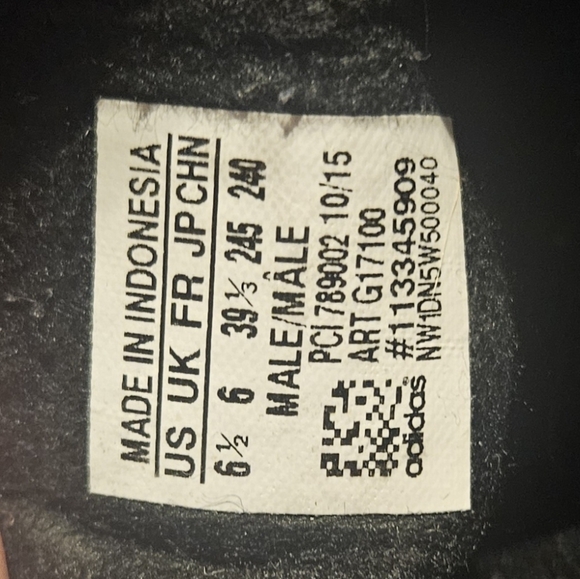 MADE IN INDONESIA
US UK FR JP CHN
6½ 6 39⅓ 245 240
MALE/MÂLE
PCI 789002 10/15
ART G17100
#113345909
NW1DN5W500040
adidas